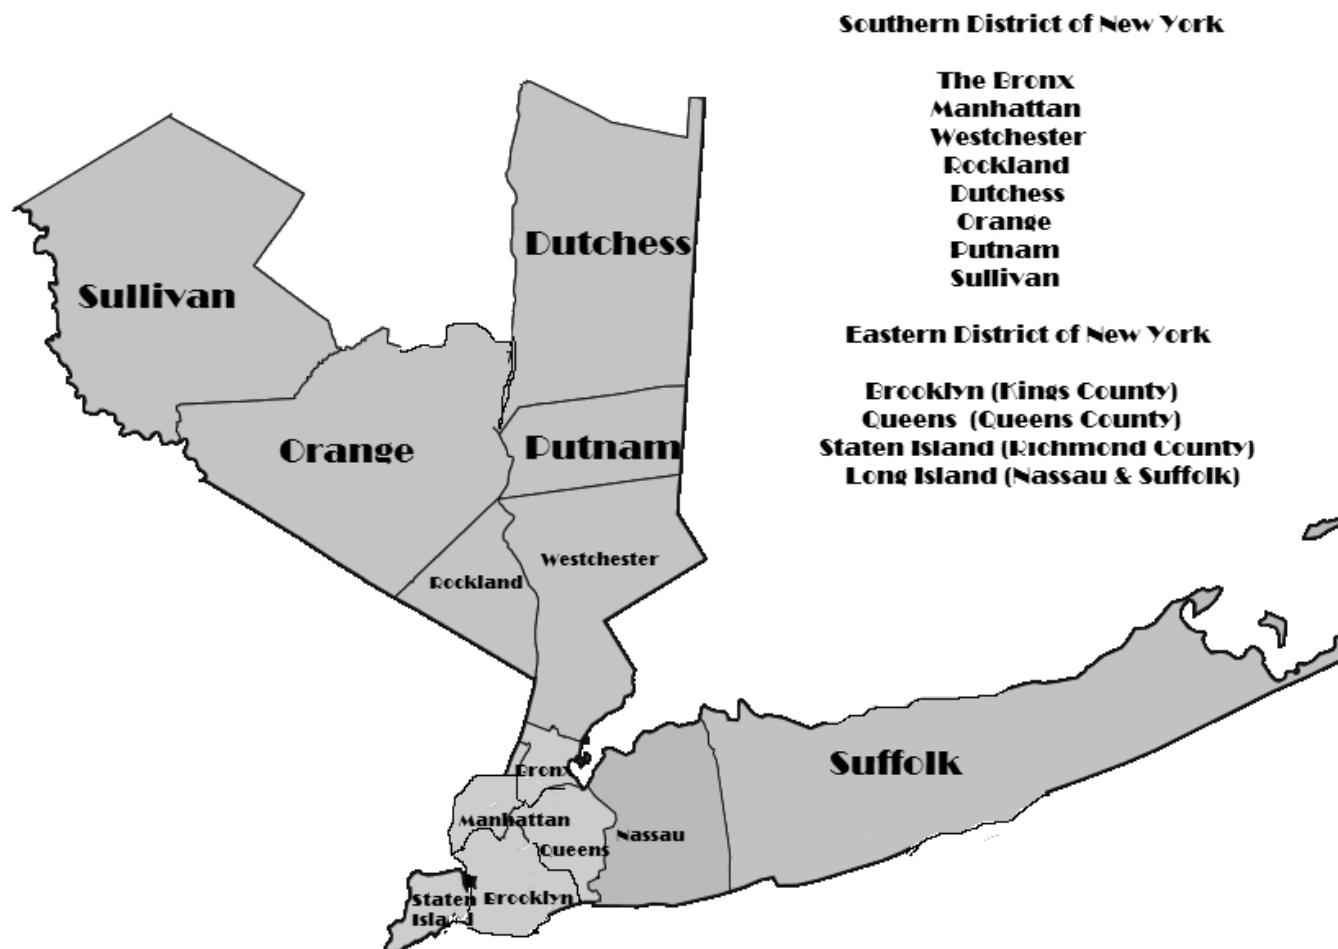 Southern District of New York
The Bronx
Manhattan
Westchester
Rockland
Dutchess
Orange
Putnam
Sullivan
Eastern District of New York
Brooklyn (Kings County)
Queens (Queens County)
Staten Island (Richmond County)
Long Island (Nassau & Suffolk)
Dutchess
Sullivan
Orange
Putnam
Westchester
Rockland
Bronx
Suffolk
Manhattan
Nassau
Queens
Staten
Island
Brooklyn